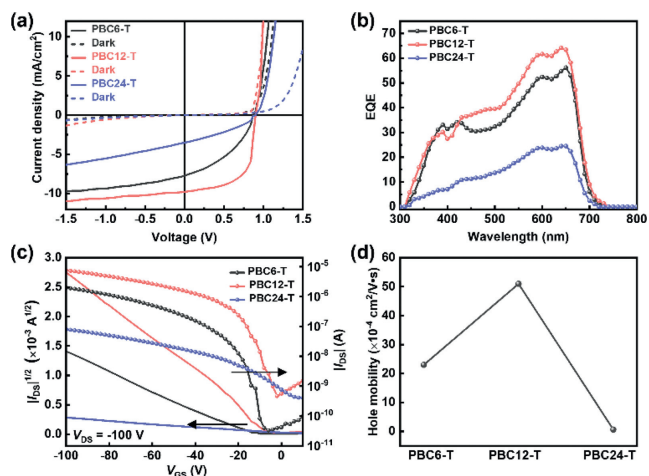 (a)
PBC6-T
Dark
PBC12-T
Dark
PBC24-T
Dark
Current density (mA/cm²)
10
5
0
-5
-10
-1.5 -1.0 -0.5 0.0 0.5 1.0 1.5
Voltage (V)
(b)
PBC6-T
PBC12-T
PBC24-T
EQE
80
70
60
50
40
30
20
10
0
300 400 500 600 700 800
Wavelength (nm)
(c)
PBC6-T
PBC12-T
PBC24-T
|I_DS|^1/2 (×10⁻³ A^1/2)
3.0
2.5
2.0
1.5
1.0
0.5
0.0
10⁻⁵
10⁻⁶
10⁻⁷
10⁻⁸
10⁻⁹
10⁻¹⁰
10⁻¹¹
|I_DS| (A)
V_DS = -100 V
-100 -80 -60 -40 -20 0
V_GS (V)
(d)
Hole mobility (×10⁻⁴ cm²/V•s)
60
50
40
30
20
10
0
PBC6-T PBC12-T PBC24-T